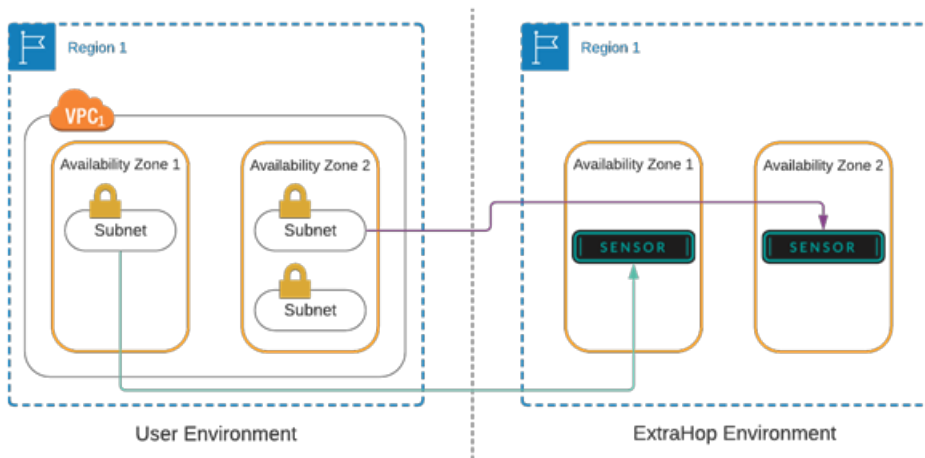 Region 1
Region 1
VPC1
Availability Zone 1
Availability Zone 2
Availability Zone 1
Availability Zone 2
Subnet
Subnet
SENSOR
SENSOR
Subnet
User Environment
ExtraHop Environment